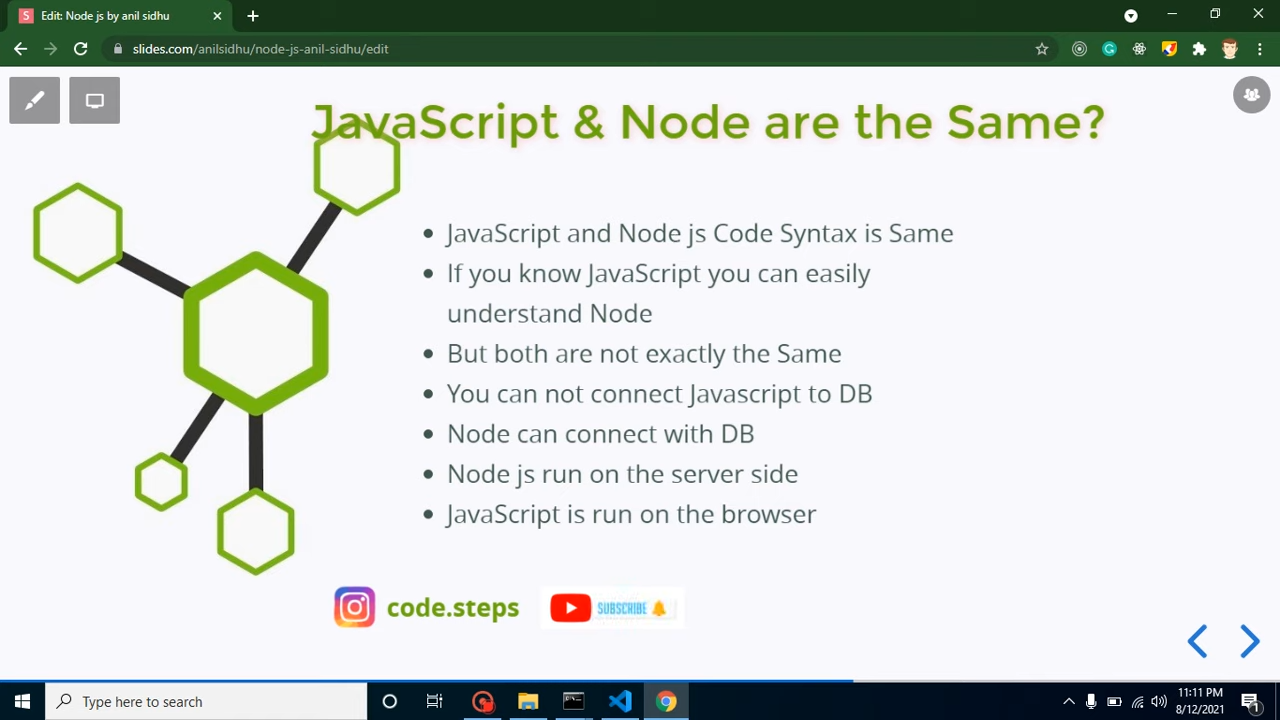 Edit: Node js by anil sidhu
slides.com/anilsidhu/node-js-anil-sidhu/edit
JavaScript & Node are the Same?
JavaScript and Node js Code Syntax is Same
If you know JavaScript you can easily
understand Node
But both are not exactly the Same
You can not connect Javascript to DB
Node can connect with DB
Node js run on the server side
JavaScript is run on the browser
code.steps
SUBSCRIBE
Type here to search
11:11 PM
8/12/2021